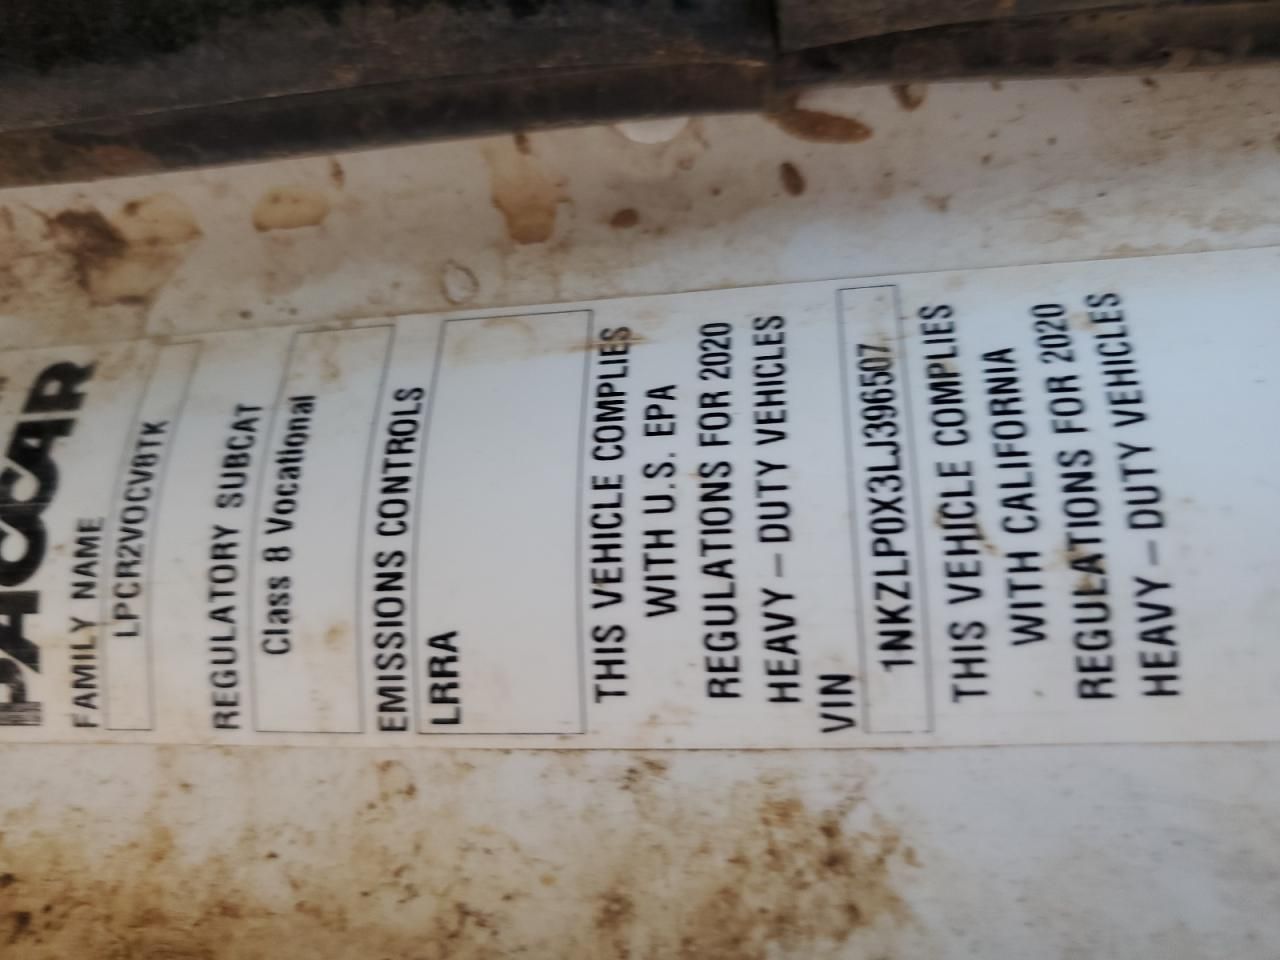 PACCAR
FAMILY NAME
LPCR2VOCV8TK
REGULATORY SUBCAT
Class 8 Vocational
EMISSIONS CONTROLS
LRRA
THIS VEHICLE COMPLIES
WITH U.S. EPA
REGULATIONS FOR 2020
HEAVY – DUTY VEHICLES
VIN
1NKZLP0X3LJ396507
THIS VEHICLE COMPLIES
WITH CALIFORNIA
REGULATIONS FOR 2020
HEAVY – DUTY VEHICLES